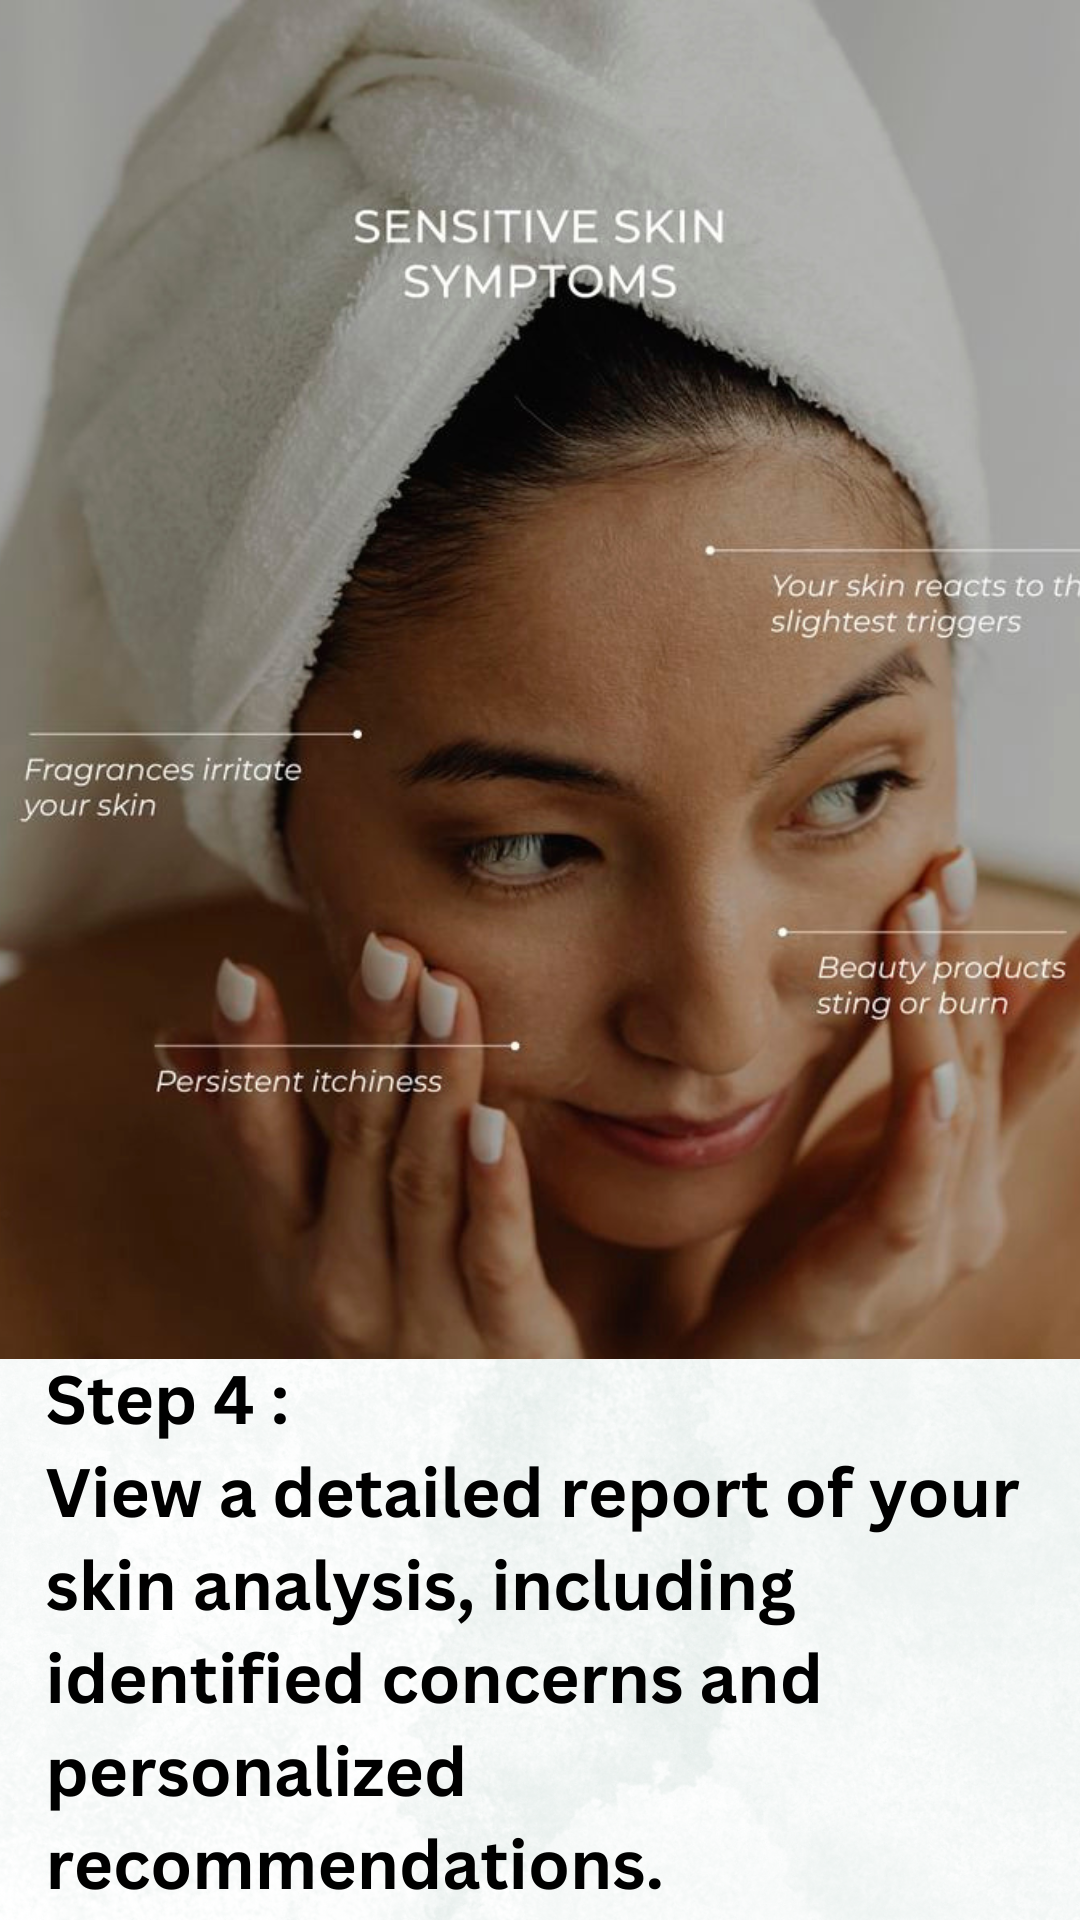 SENSITIVE SKIN
SYMPTOMS
Your skin reacts to th
slightest triggers
Fragrances irritate
your skin
Beauty products
sting or burn
Persistent itchiness
Step 4 :
View a detailed report of your
skin analysis, including
identified concerns and
personalized
recommendations.